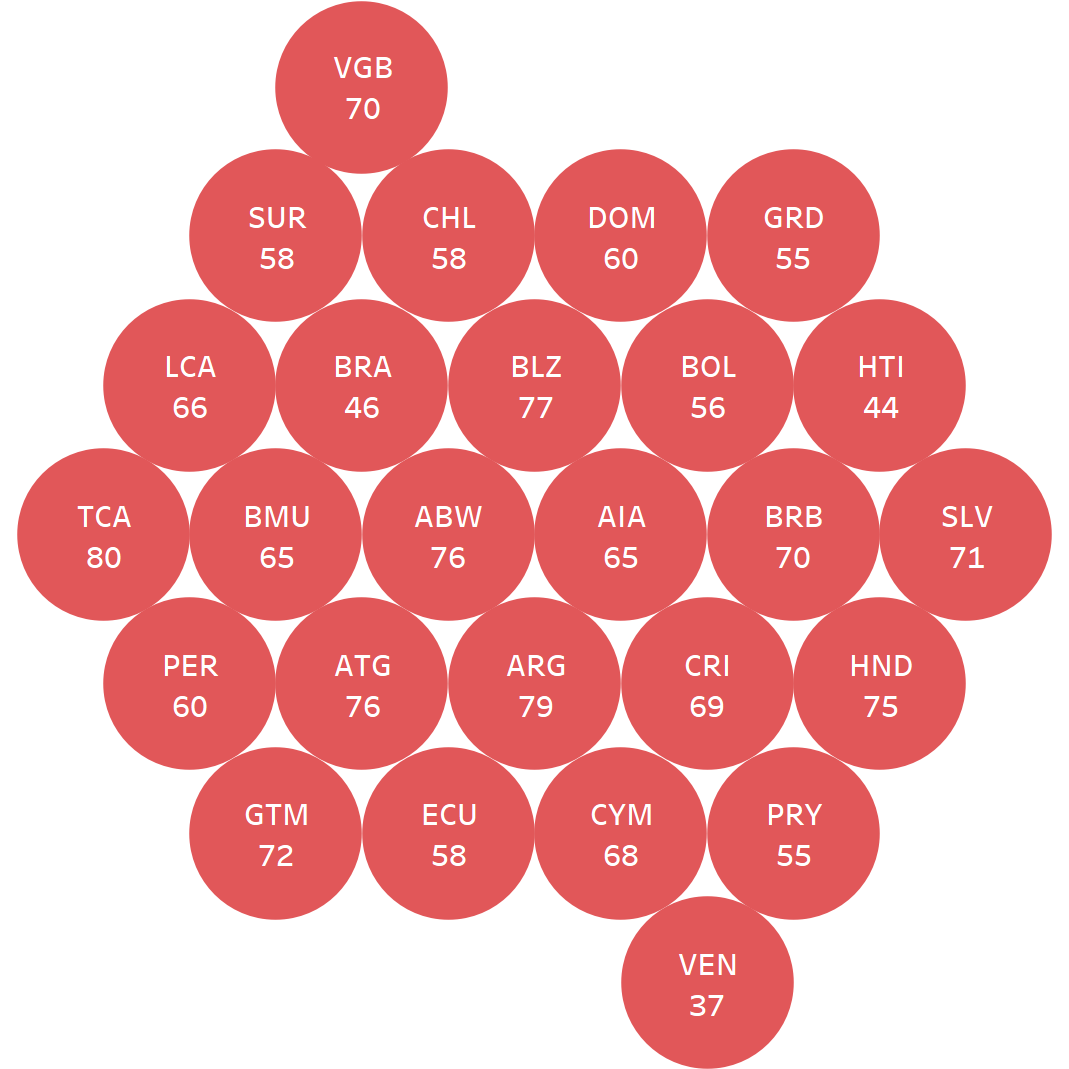 VGB
70
SUR
58
CHL
58
DOM
60
GRD
55
LCA
66
BRA
46
BLZ
77
BOL
56
HTI
44
TCA
80
BMU
65
ABW
76
AIA
65
BRB
70
SLV
71
PER
60
ATG
76
ARG
79
CRI
69
HND
75
GTM
72
ECU
58
CYM
68
PRY
55
VEN
37